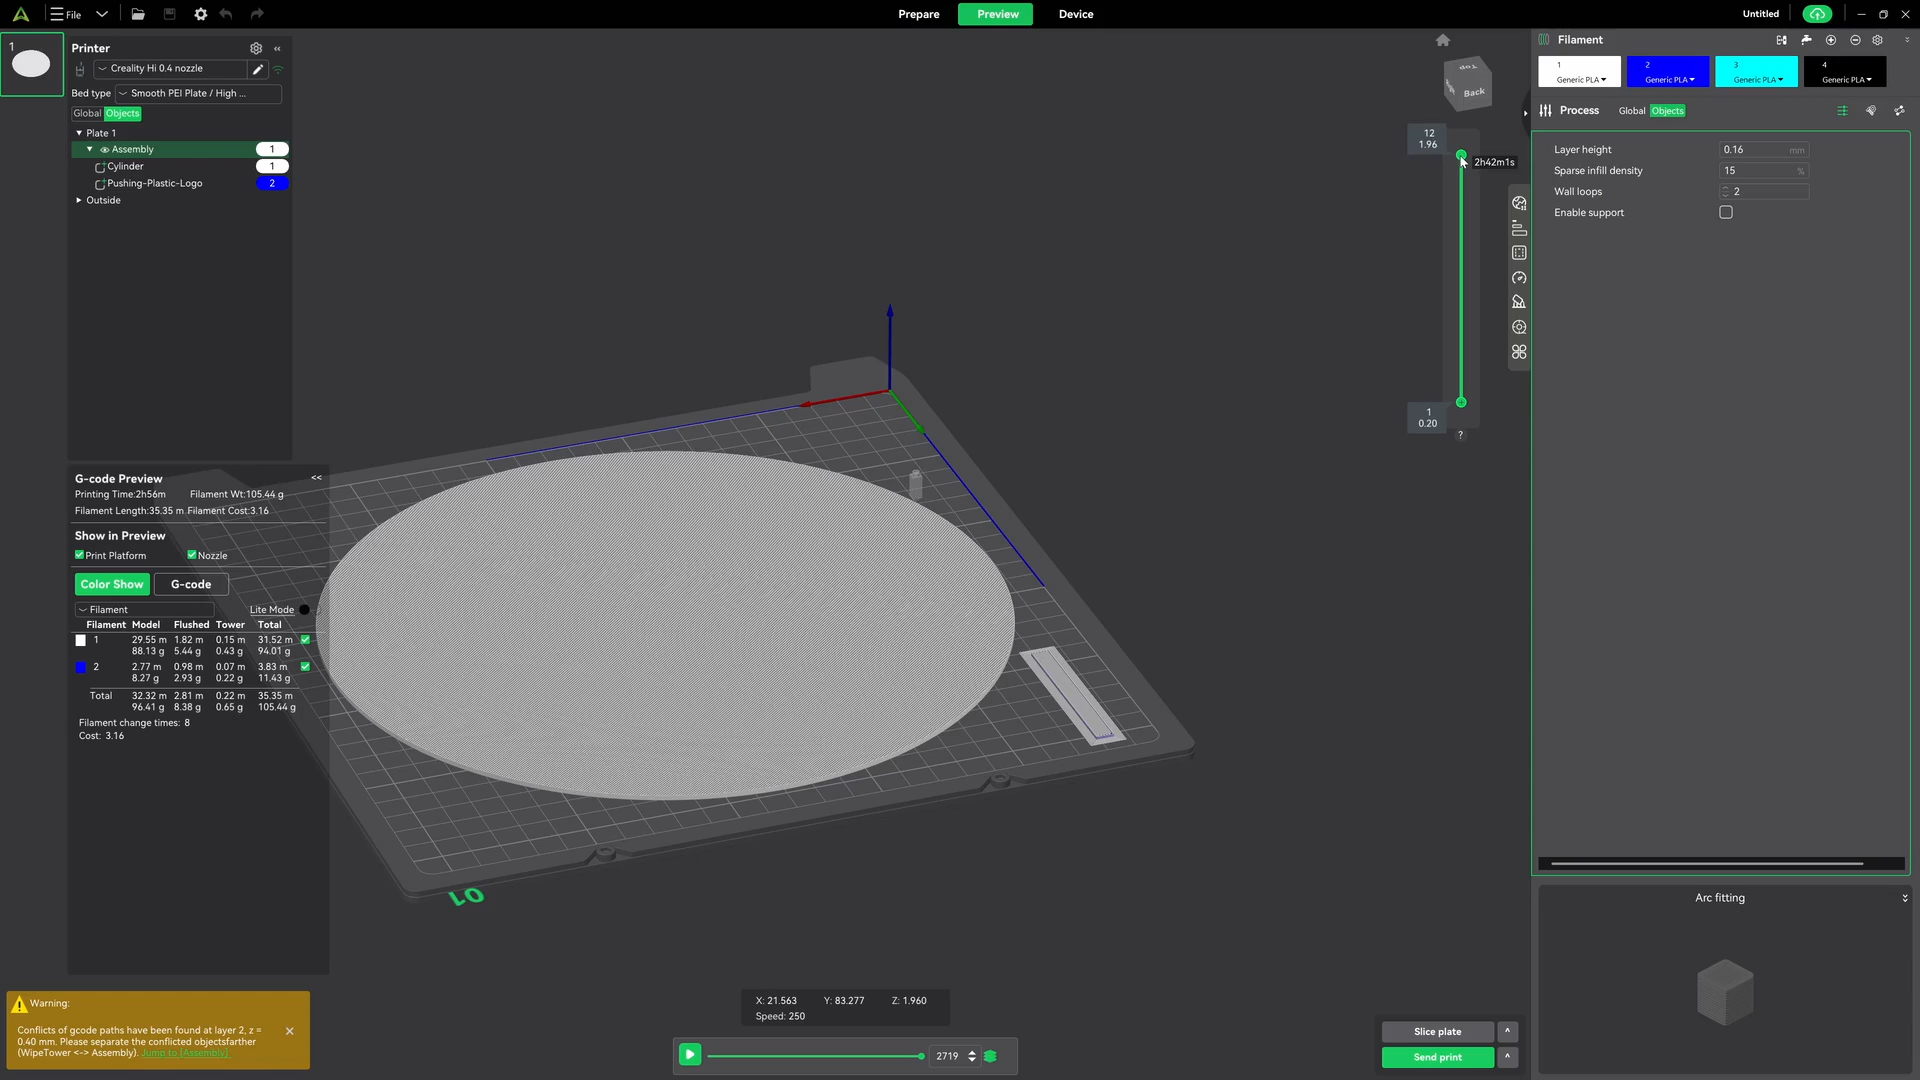 File
Prepare
Preview
Device
Untitled
1
Printer
Creality Hi 0.4 nozzle
Bed type
Smooth PEI Plate / High ...
Global Objects
Plate 1
Assembly 1
Cylinder 1
Pushing-Plastic-Logo 2
Outside
G-code Preview <<
Printing Time:2h56m Filament Wt:105.44 g
Filament Length:35.35 m Filament Cost:3.16
Show in Preview
Print Platform Nozzle
Color Show G-code
Filament Lite Mode
Filament Model Flushed Tower Total
1 29.55 m 1.82 m 0.15 m 31.52 m
88.13 g 5.44 g 0.43 g 94.01 g
2 2.77 m 0.98 m 0.07 m 3.83 m
8.27 g 2.93 g 0.22 g 11.43 g
Total 32.32 m 2.81 m 0.22 m 35.35 m
96.41 g 8.38 g 0.65 g 105.44 g
Filament change times: 8
Cost: 3.16
Warning:
Conflicts of gcode paths have been found at layer 2, z =
0.40 mm. Please separate the conflicted objectsfarther
(WipeTower <-> Assembly). Jump to [Assembly]
01
X: 21.563 Y: 83.277 Z: 1.960
Speed: 250
2719
Top
Back
12
1.96
2h42m1s
1
0.20
?
Slice plate
Send print
Filament
1
Generic PLA
2
Generic PLA
3
Generic PLA
4
Generic PLA
Process Global Objects
Layer height 0.16 mm
Sparse infill density 15 %
Wall loops 2
Enable support
Arc fitting